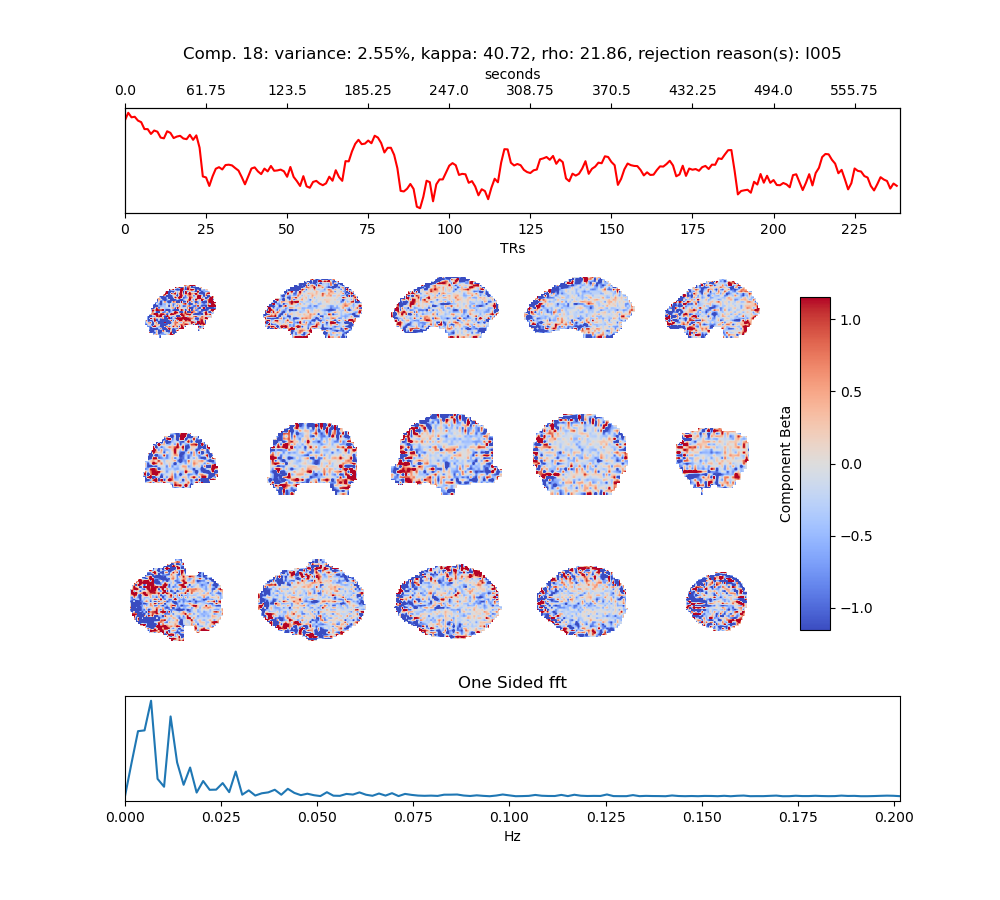 Comp. 18: variance: 2.55%, kappa: 40.72, rho: 21.86, rejection reason(s): I005
seconds
0.0 61.75 123.5 185.25 247.0 308.75 370.5 432.25 494.0 555.75
0 25 50 75 100 125 150 175 200 225
TRs
1.0
0.5
0.0
−0.5
−1.0
Component Beta
One Sided fft
0.000 0.025 0.050 0.075 0.100 0.125 0.150 0.175 0.200
Hz